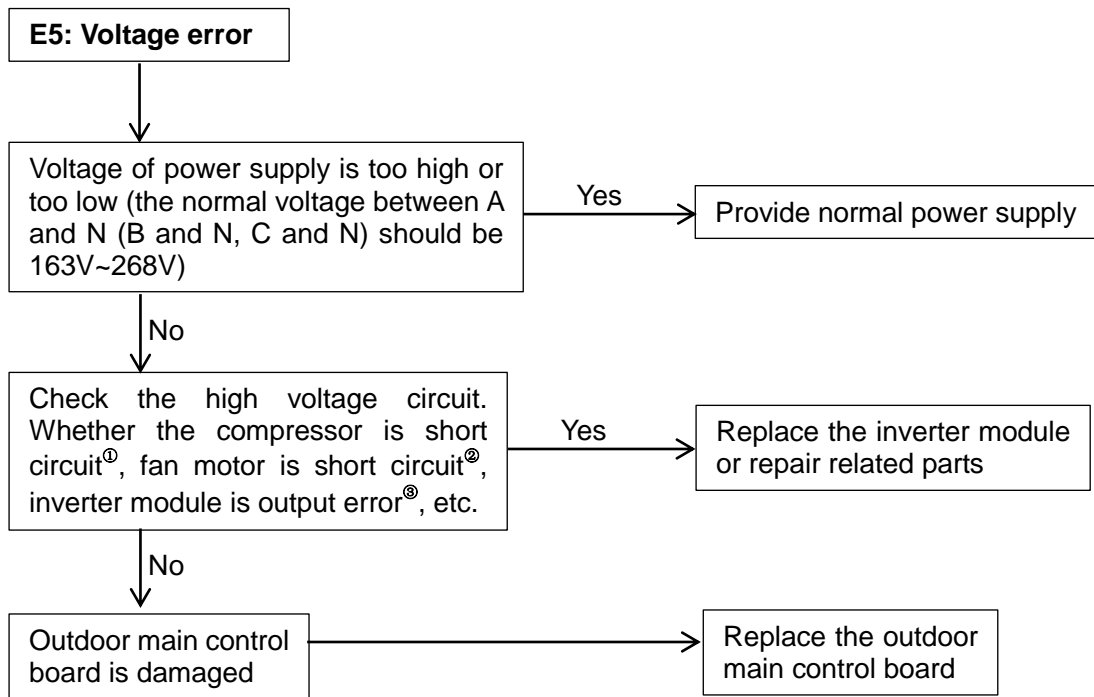 E5: Voltage error
Voltage of power supply is too high or
too low (the normal voltage between A
and N (B and N, C and N) should be
163V~268V)
Yes
Provide normal power supply
No
Check the high voltage circuit.
Whether the compressor is short
circuit①, fan motor is short circuit②,
inverter module is output error③, etc.
Yes
Replace the inverter module
or repair related parts
No
Outdoor main control
board is damaged
Replace the outdoor
main control board